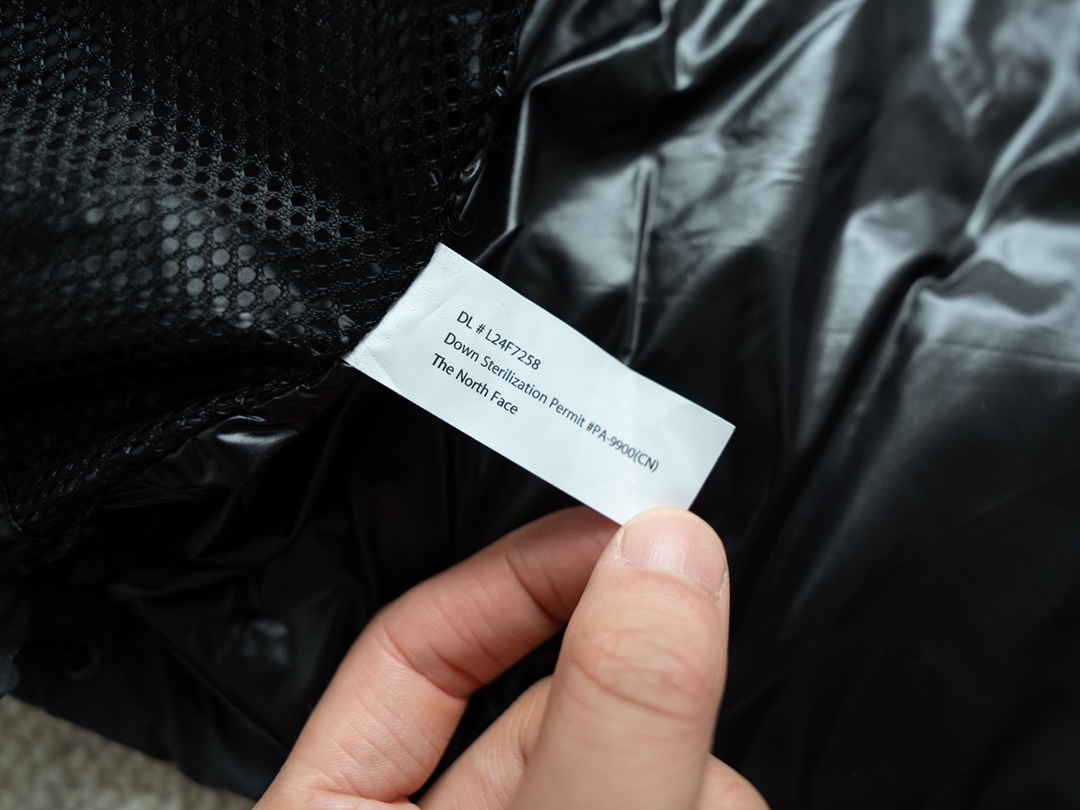 DL # L24F7258
Down Sterilization Permit #PA-9900(CN)
The North Face